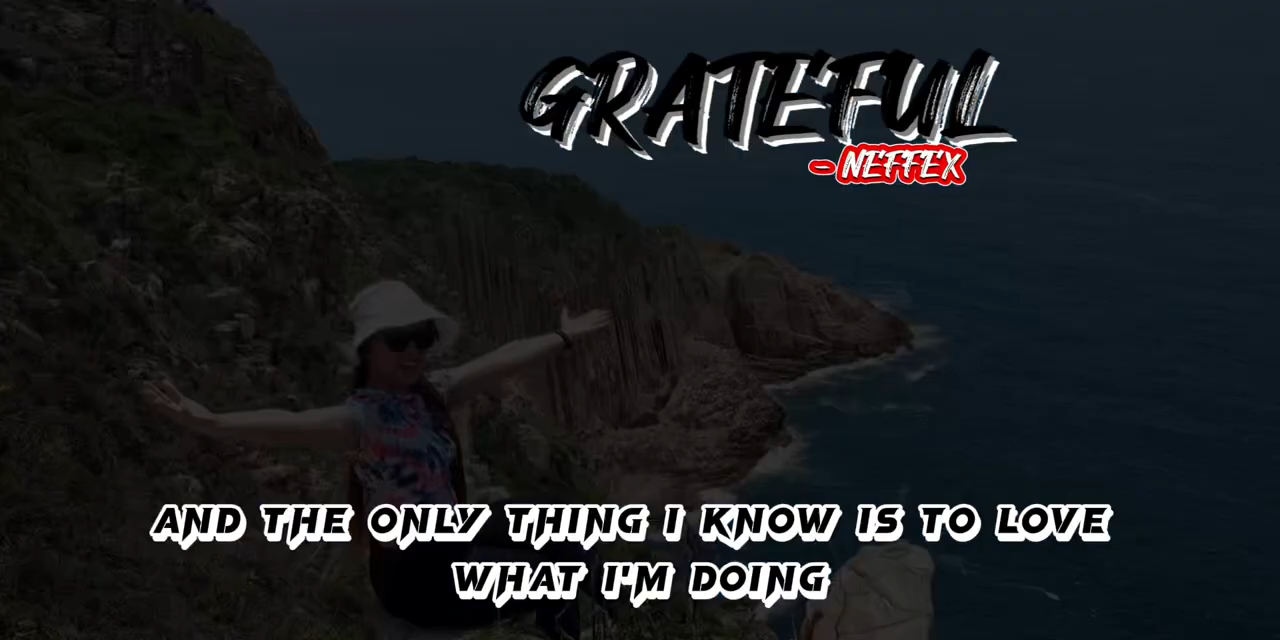 GRATEFUL
- NEFFEX
AND THE ONLY THING I KNOW IS TO LOVE
WHAT I'M DOING